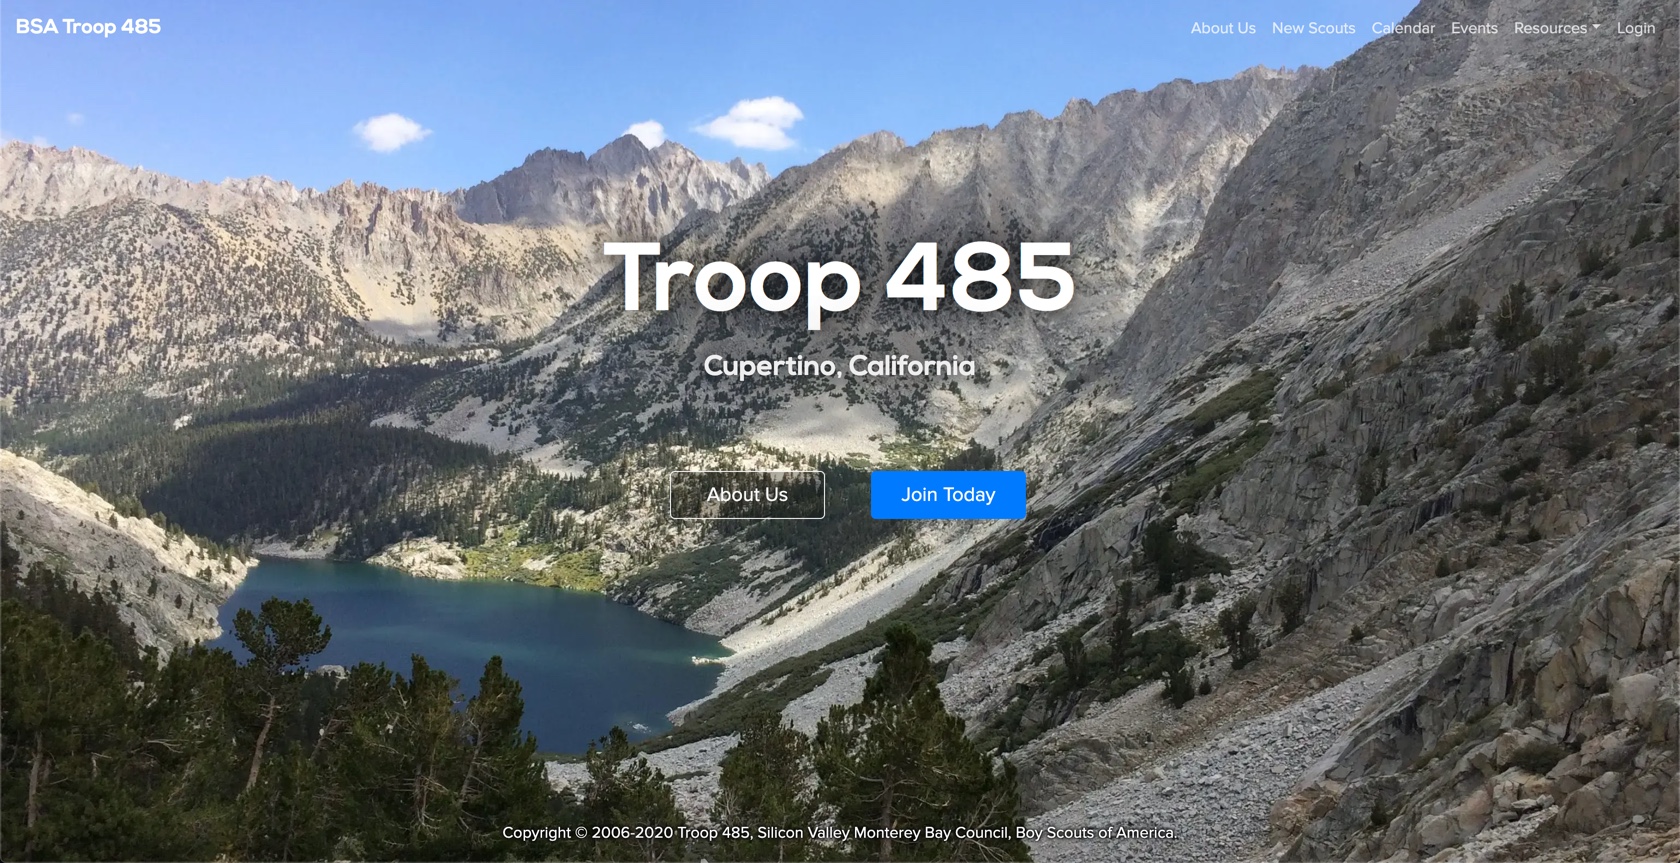 BSA Troop 485
About Us New Scouts Calendar Events Resources Login
Troop 485
Cupertino, California
About Us
Join Today
Copyright © 2006-2020 Troop 485, Silicon Valley Monterey Bay Council, Boy Scouts of America.